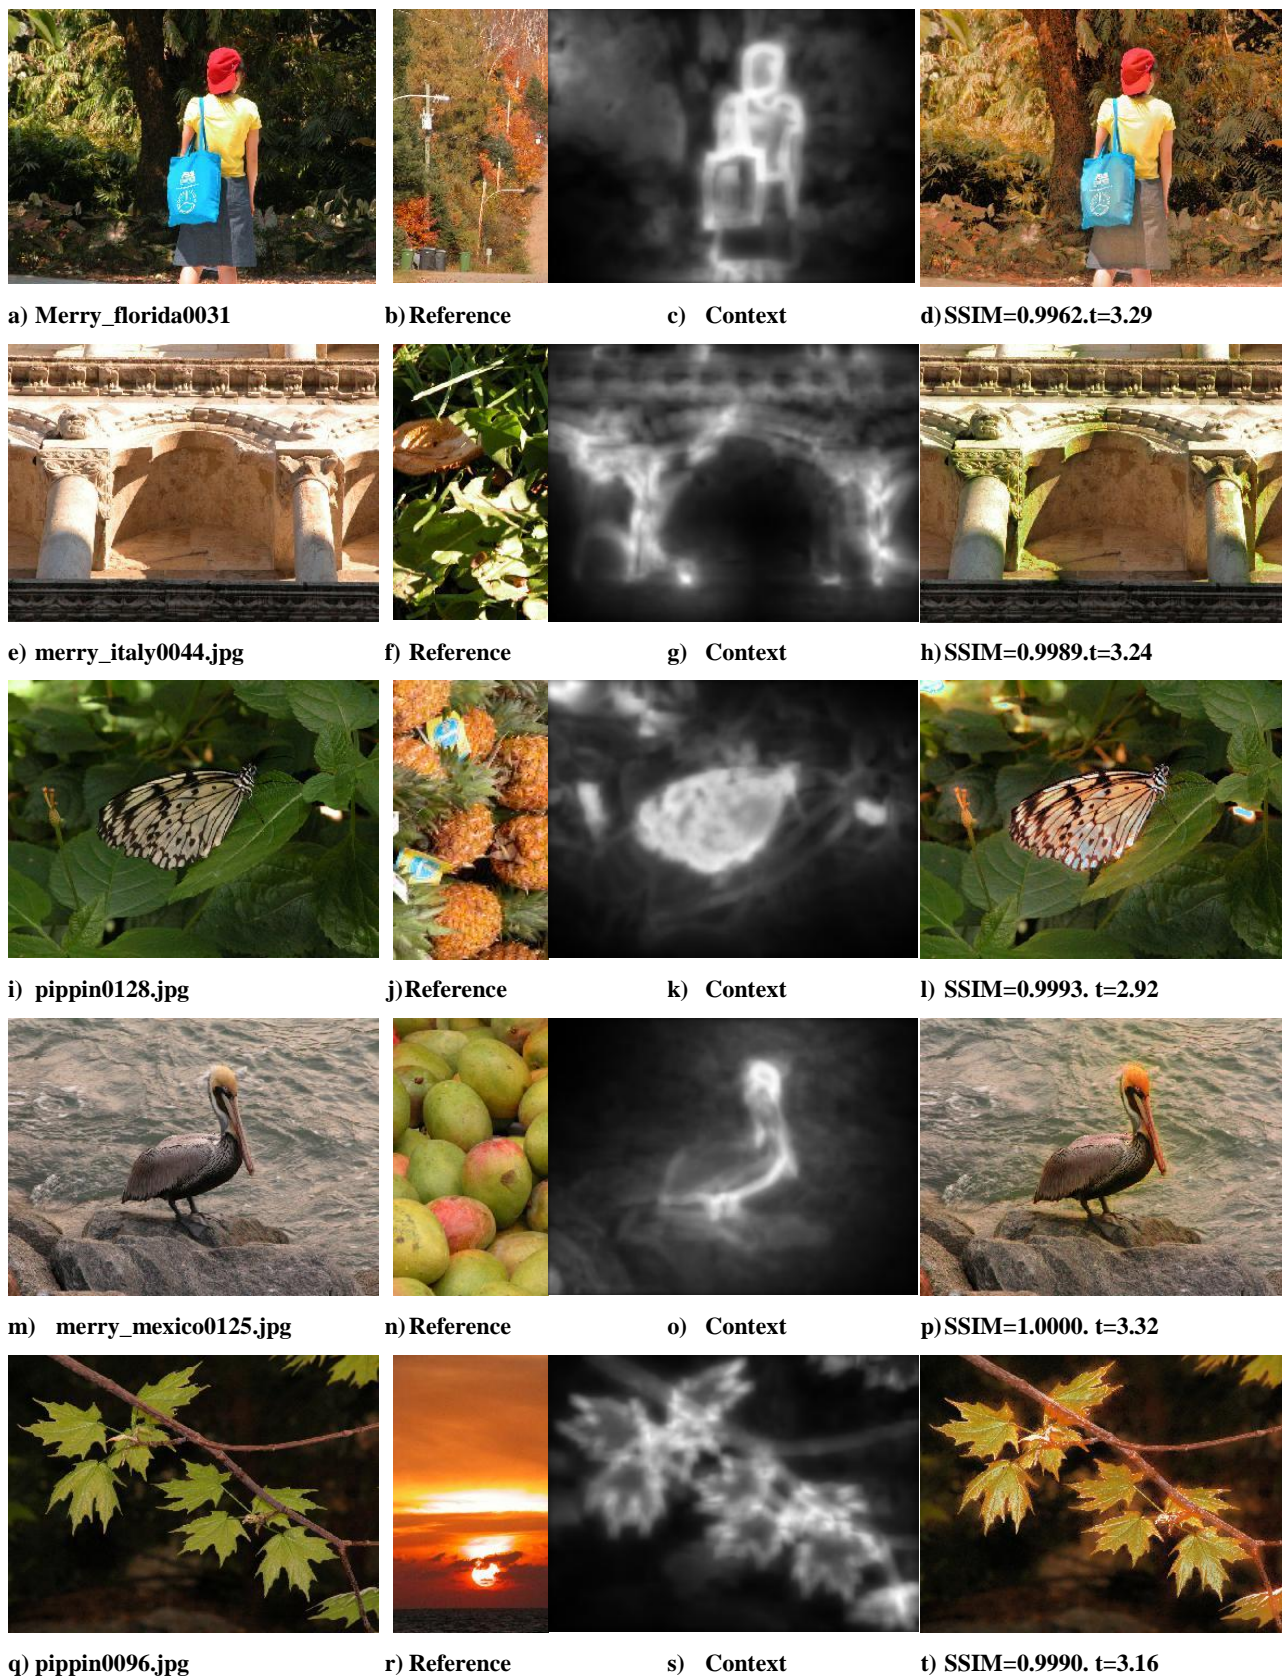 a) Merry_florida0031 b) Reference c) Context d) SSIM=0.9962.t=3.29
e) merry_italy0044.jpg f) Reference g) Context h) SSIM=0.9989.t=3.24
i) pippin0128.jpg j) Reference k) Context l) SSIM=0.9993. t=2.92
m) merry_mexico0125.jpg n) Reference o) Context p) SSIM=1.0000. t=3.32
q) pippin0096.jpg r) Reference s) Context t) SSIM=0.9990. t=3.16